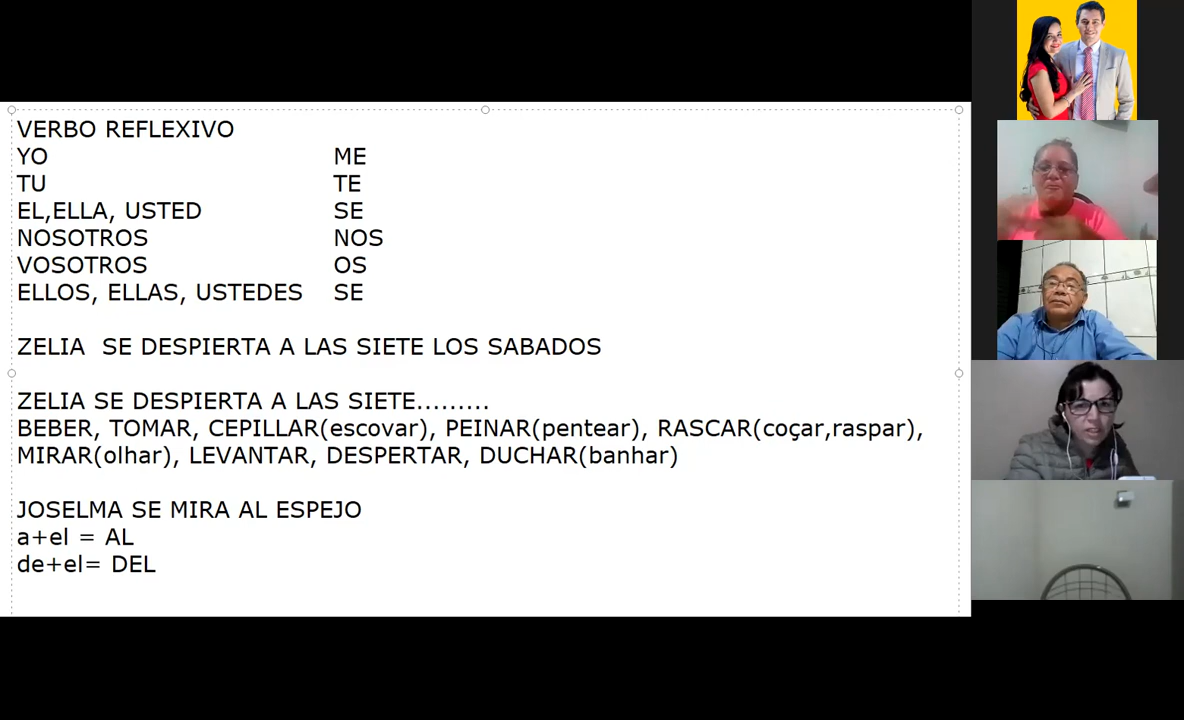 VERBO REFLEXIVO
YO ME
TU TE
EL,ELLA, USTED SE
NOSOTROS NOS
VOSOTROS OS
ELLOS, ELLAS, USTEDES SE
ZELIA SE DESPIERTA A LAS SIETE LOS SABADOS
ZELIA SE DESPIERTA A LAS SIETE.........
BEBER, TOMAR, CEPILLAR(escovar), PEINAR(pentear), RASCAR(coçar,raspar),
MIRAR(olhar), LEVANTAR, DESPERTAR, DUCHAR(banhar)
JOSELMA SE MIRA AL ESPEJO
a+el = AL
de+el= DEL